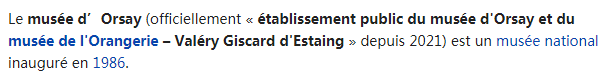 Le musée d’Orsay (officiellement « établissement public du musée d'Orsay et du
musée de l'Orangerie – Valéry Giscard d'Estaing » depuis 2021) est un musée national
inauguré en 1986.